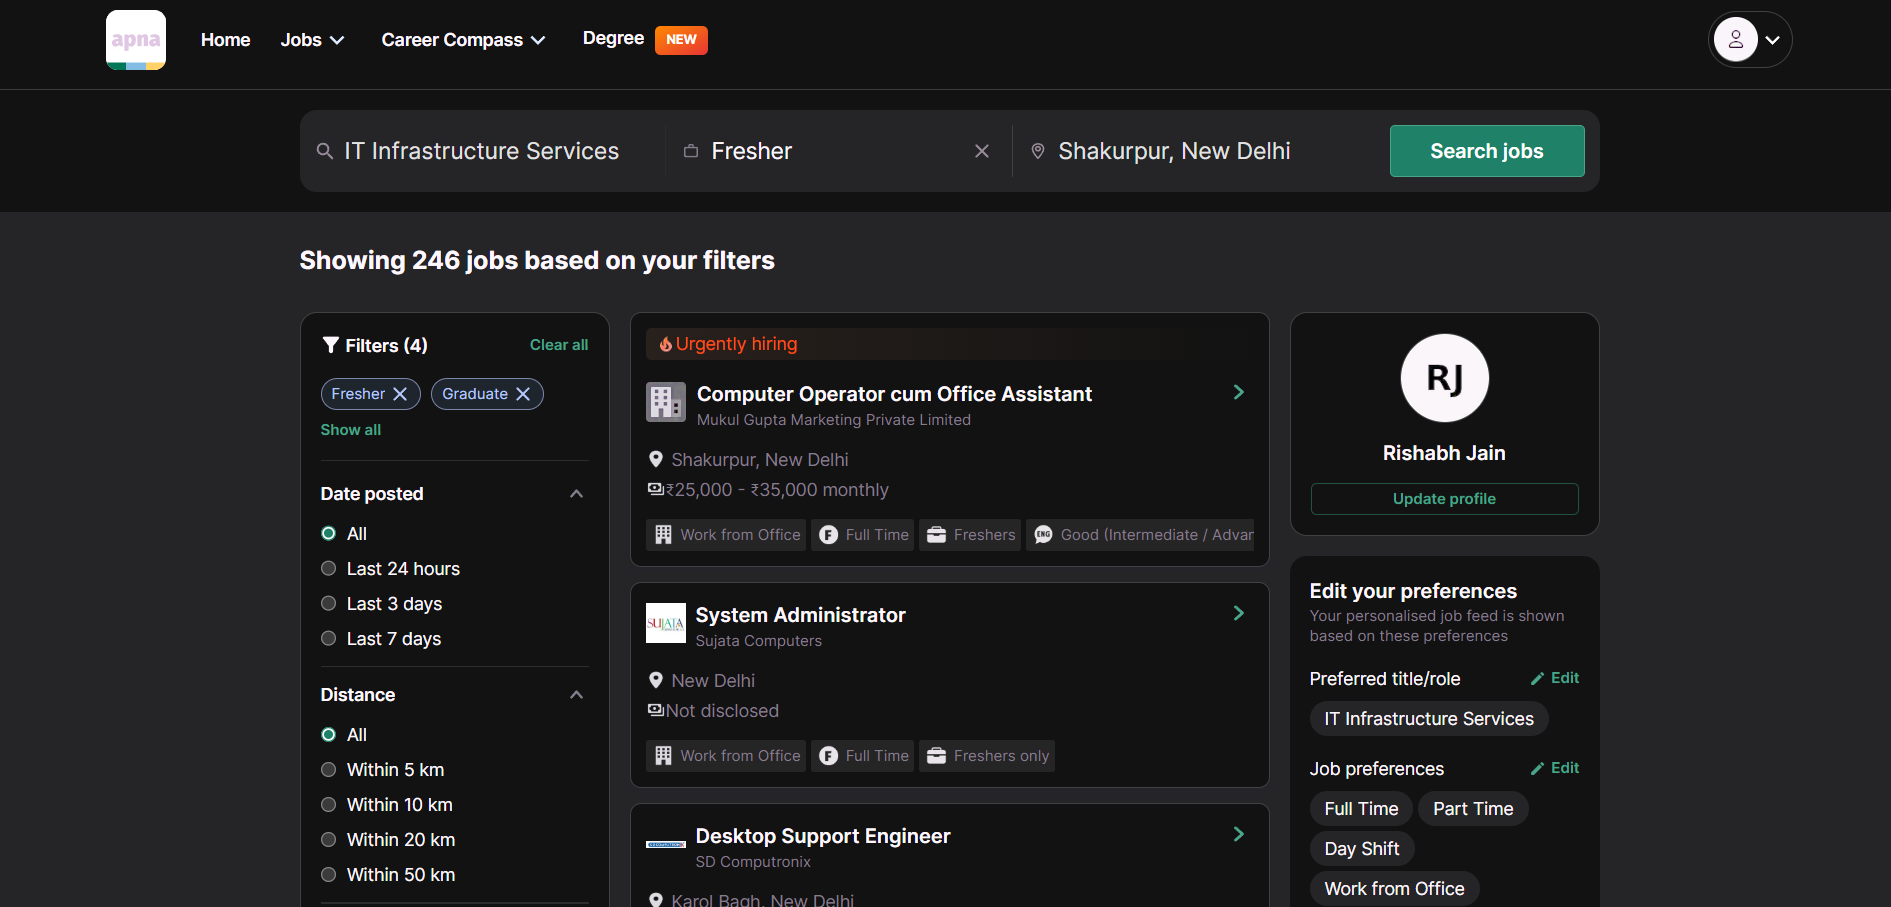 apna
Home
Jobs
Career Compass
Degree
NEW
IT Infrastructure Services
Fresher
Shakurpur, New Delhi
Search jobs
Showing 246 jobs based on your filters
Filters (4)
Clear all
Fresher
Graduate
Show all
Date posted
All
Last 24 hours
Last 3 days
Last 7 days
Distance
All
Within 5 km
Within 10 km
Within 20 km
Within 50 km
Urgently hiring
Computer Operator cum Office Assistant
Mukul Gupta Marketing Private Limited
Shakurpur, New Delhi
₹25,000 - ₹35,000 monthly
Work from Office
F
Full Time
Freshers
ENG
Good (Intermediate / Advar
SUJATA
System Administrator
Sujata Computers
New Delhi
Not disclosed
Work from Office
F
Full Time
Freshers only
Desktop Support Engineer
SD Computronix
Karol Bagh, New Delhi
RJ
Rishabh Jain
Update profile
Edit your preferences
Your personalised job feed is shown
based on these preferences
Preferred title/role
Edit
IT Infrastructure Services
Job preferences
Edit
Full Time
Part Time
Day Shift
Work from Office